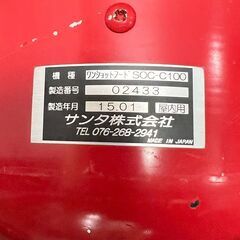 機種 ワンショットフード SOC-C100
製造番号 02433
製造年月 15.01 室内用
サンタ株式会社
TEL 076-268-2941
MADE IN JAPAN